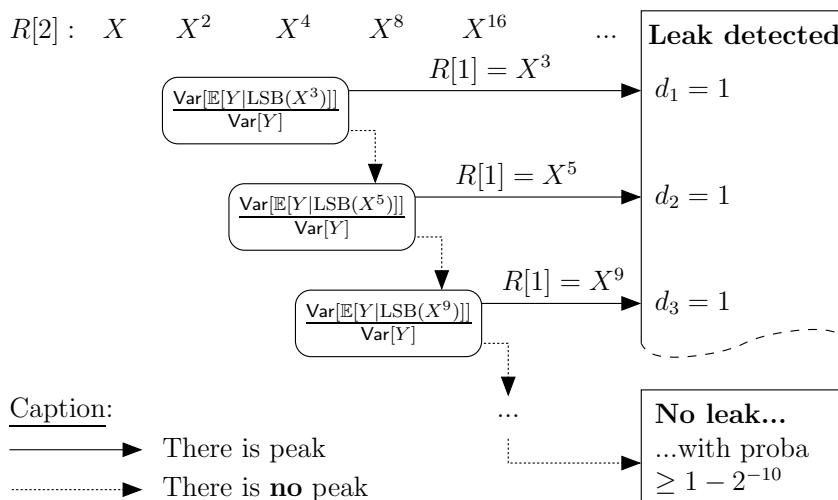 R[2] : X X^2 X^4 X^8 X^16 ...
Leak detected
R[1] = X^3
Var[𝔼[Y|LSB(X^3)]]
Var[Y]
d_1 = 1
R[1] = X^5
Var[𝔼[Y|LSB(X^5)]]
Var[Y]
d_2 = 1
R[1] = X^9
Var[𝔼[Y|LSB(X^9)]]
Var[Y]
d_3 = 1
...
Caption:
There is peak
There is no peak
No leak...
...with proba
≥ 1 − 2^−10